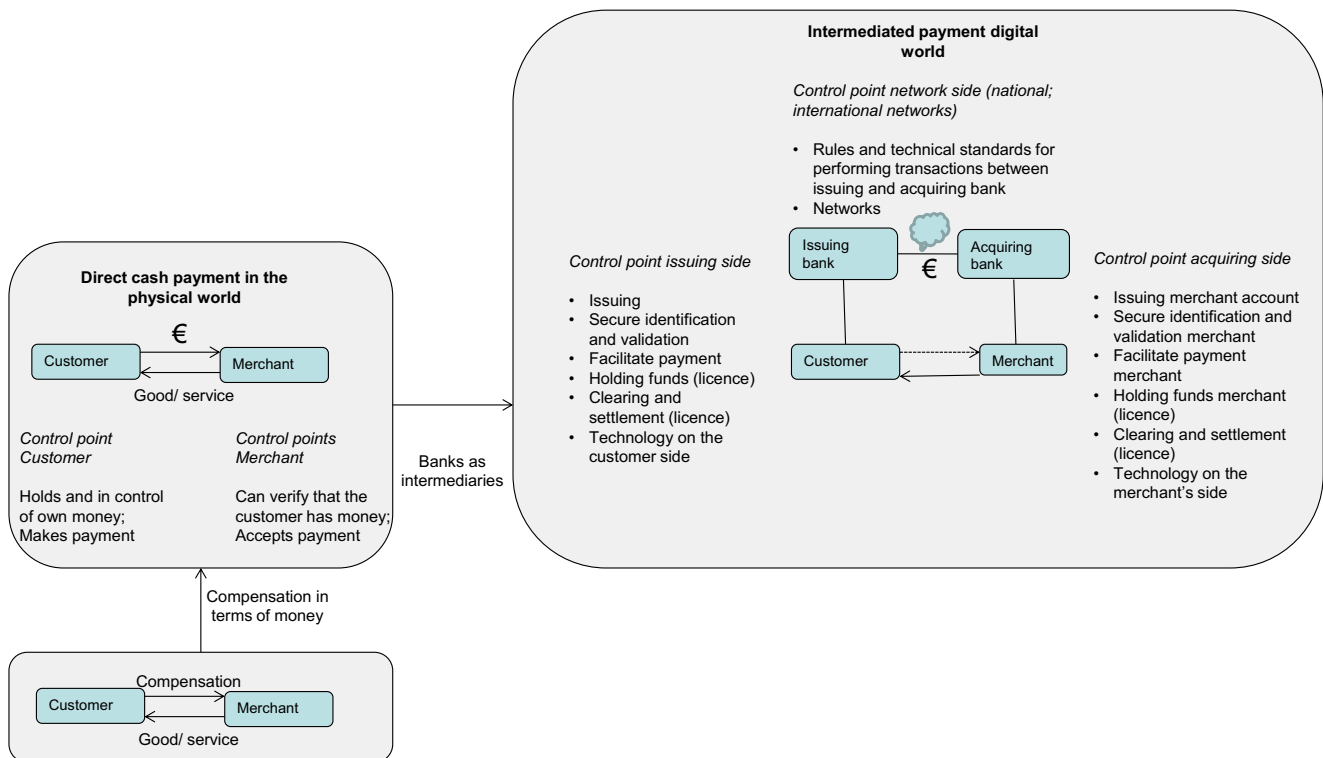 Intermediated payment digital
world
Control point network side (national;
international networks)
• Rules and technical standards for
performing transactions between
issuing and acquiring bank
• Networks
Issuing
bank
€
Acquiring
bank
Customer
Merchant
Control point issuing side
• Issuing
• Secure identification
and validation
• Facilitate payment
• Holding funds (licence)
• Clearing and
settlement (licence)
• Technology on the
customer side
Control point acquiring side
• Issuing merchant account
• Secure identification and
validation merchant
• Facilitate payment
merchant
• Holding funds merchant
(licence)
• Clearing and settlement
(licence)
• Technology on the
merchant’s side
Direct cash payment in the
physical world
€
Customer
Merchant
Good/ service
Control point
Customer
Holds and in control
of own money;
Makes payment
Control points
Merchant
Can verify that the
customer has money;
Accepts payment
Banks as
intermediaries
Compensation in
terms of money
Compensation
Customer
Merchant
Good/ service